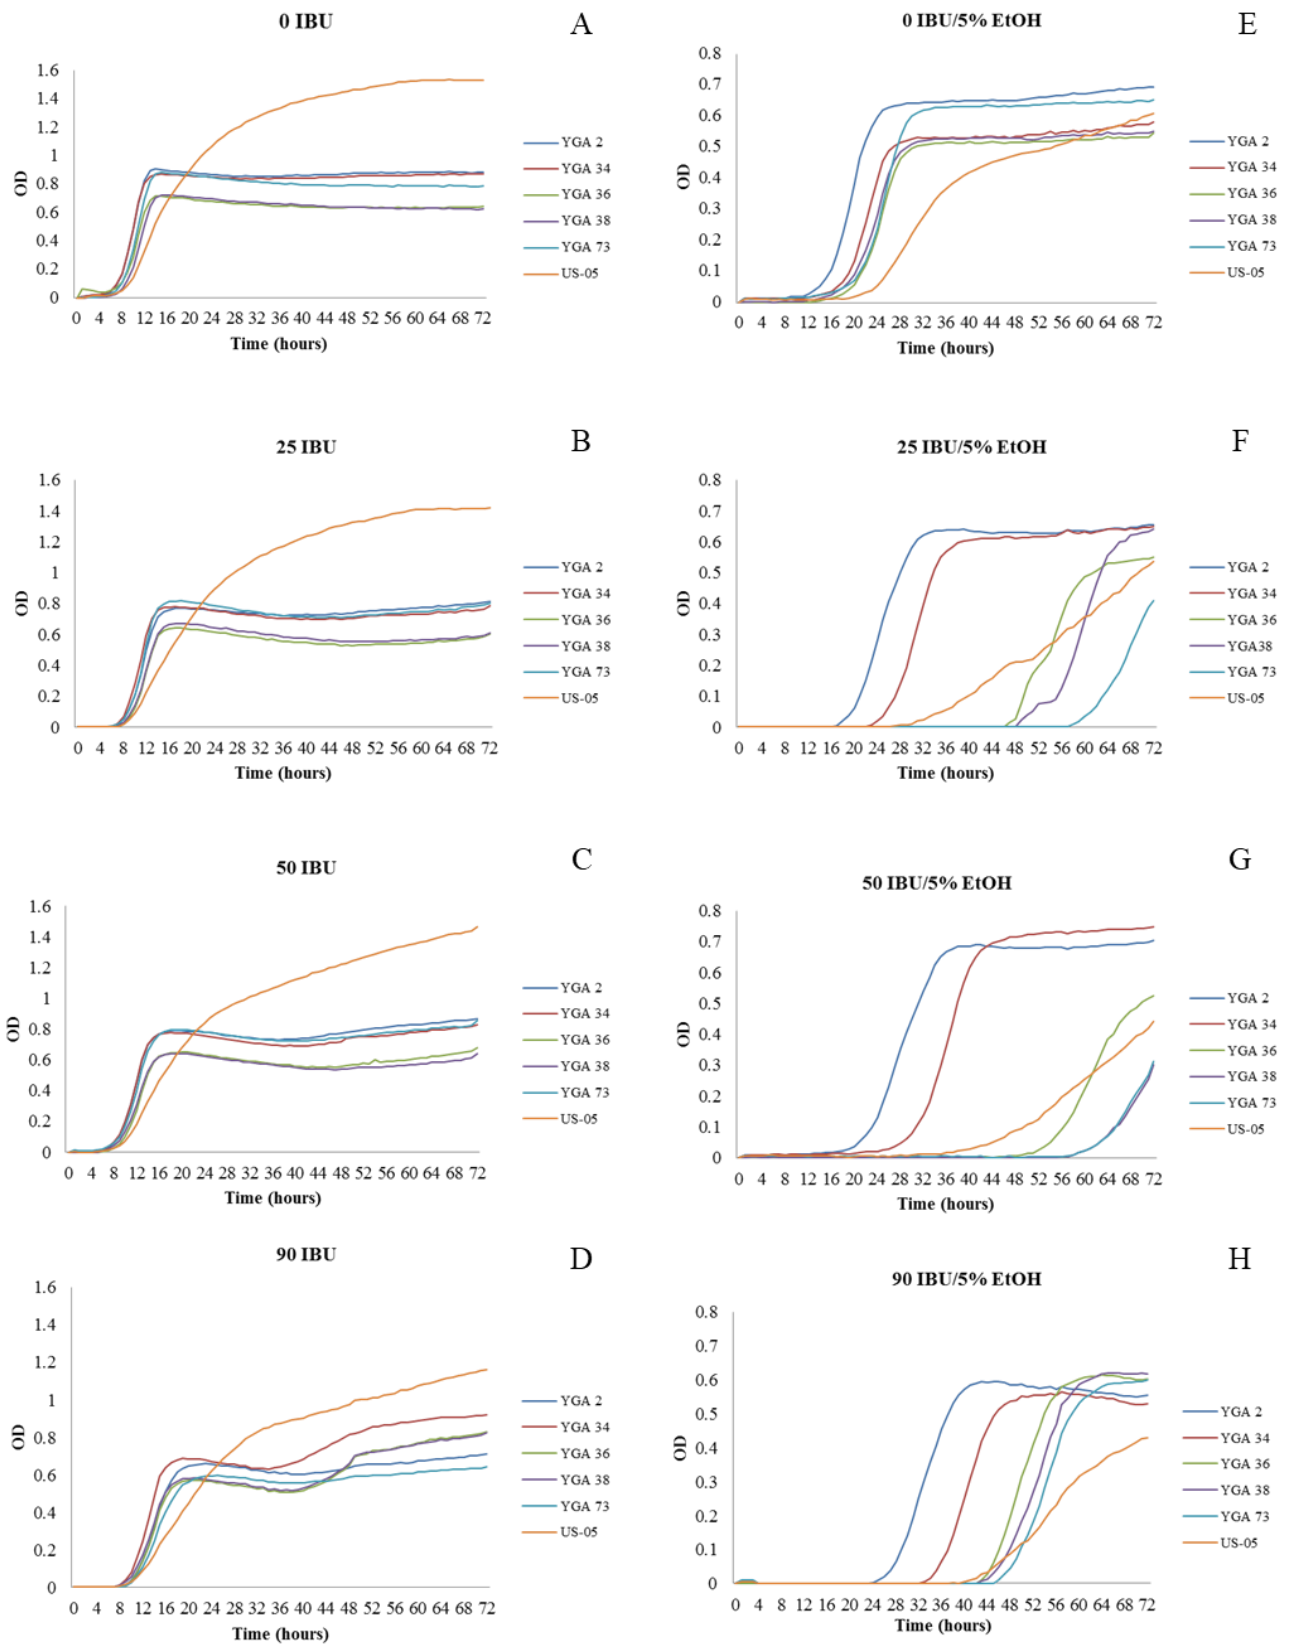 0 IBU
A
1.6
1.4
1.2
1
0.8
0.6
0.4
0.2
0
OD
0 4 8 12 16 20 24 28 32 36 40 44 48 52 56 60 64 68 72
Time (hours)
YGA 2
YGA 34
YGA 36
YGA 38
YGA 73
US-05
0 IBU/5% EtOH
E
0.8
0.7
0.6
0.5
0.4
0.3
0.2
0.1
0
OD
0 4 8 12 16 20 24 28 32 36 40 44 48 52 56 60 64 68 72
Time (hours)
YGA 2
YGA 34
YGA 36
YGA 38
YGA 73
US-05
25 IBU
B
1.6
1.4
1.2
1
0.8
0.6
0.4
0.2
0
OD
0 4 8 12 16 20 24 28 32 36 40 44 48 52 56 60 64 68 72
Time (hours)
YGA 2
YGA 34
YGA 36
YGA 38
YGA 73
US-05
25 IBU/5% EtOH
F
0.8
0.7
0.6
0.5
0.4
0.3
0.2
0.1
0
OD
0 4 8 12 16 20 24 28 32 36 40 44 48 52 56 60 64 68 72
Time (hours)
YGA 2
YGA 34
YGA 36
YGA38
YGA 73
US-05
50 IBU
C
1.6
1.4
1.2
1
0.8
0.6
0.4
0.2
0
OD
0 4 8 12 16 20 24 28 32 36 40 44 48 52 56 60 64 68 72
Time (hours)
YGA 2
YGA 34
YGA 36
YGA 38
YGA 73
US-05
50 IBU/5% EtOH
G
0.8
0.7
0.6
0.5
0.4
0.3
0.2
0.1
0
OD
0 4 8 12 16 20 24 28 32 36 40 44 48 52 56 60 64 68 72
Time (hours)
YGA 2
YGA 34
YGA 36
YGA 38
YGA 73
US-05
90 IBU
D
1.6
1.4
1.2
1
0.8
0.6
0.4
0.2
0
OD
0 4 8 12 16 20 24 28 32 36 40 44 48 52 56 60 64 68 72
Time (hours)
YGA 2
YGA 34
YGA 36
YGA 38
YGA 73
US-05
90 IBU/5% EtOH
H
0.8
0.7
0.6
0.5
0.4
0.3
0.2
0.1
0
OD
0 4 8 12 16 20 24 28 32 36 40 44 48 52 56 60 64 68 72
Time (hours)
YGA 2
YGA 34
YGA 36
YGA 38
YGA 73
US-05